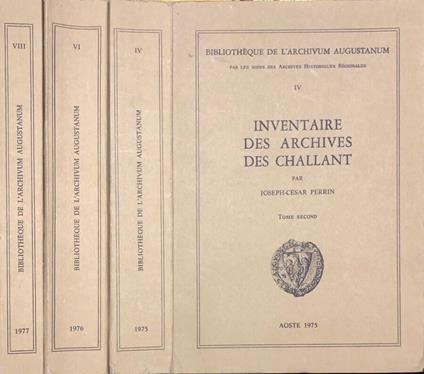 VIII
BIBLIOTHÈQUE DE L'ARCHIVUM AUGUSTANUM
1977
VI
BIBLIOTHÈQUE DE L'ARCHIVUM AUGUSTANUM
1976
IV
BIBLIOTHÈQUE DE L'ARCHIVUM AUGUSTANUM
1975
BIBLIOTHÈQUE DE L'ARCHIVUM AUGUSTANUM
PAR LES SOINS DES ARCHIVES HISTORIQUES RÉGIONALES
IV
INVENTAIRE
DES ARCHIVES
DES CHALLANT
PAR
JOSEPH-CÉSAR PERRIN
TOME SECOND
AOSTE 1975